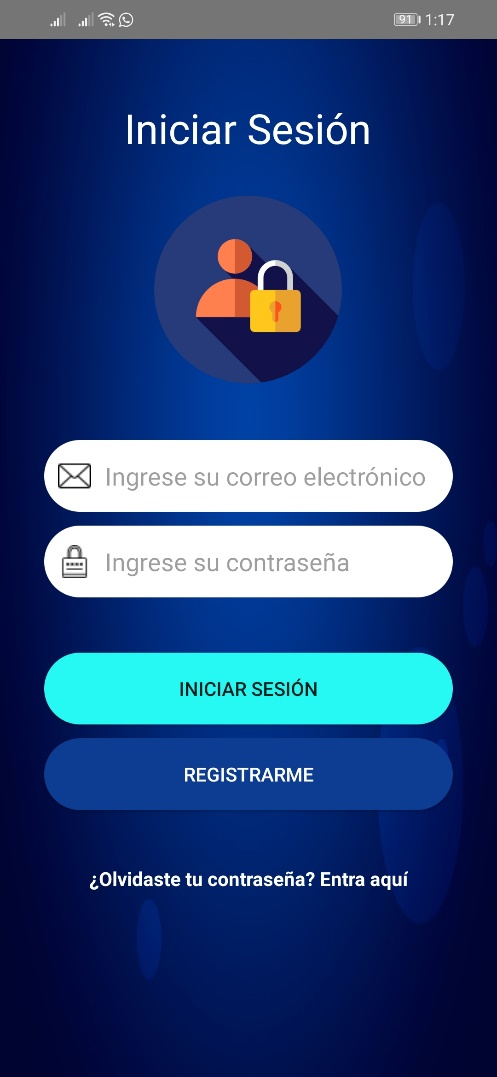 91 1:17
Iniciar Sesión
Ingrese su correo electrónico
Ingrese su contraseña
INICIAR SESIÓN
REGISTRARME
¿Olvidaste tu contraseña? Entra aquí